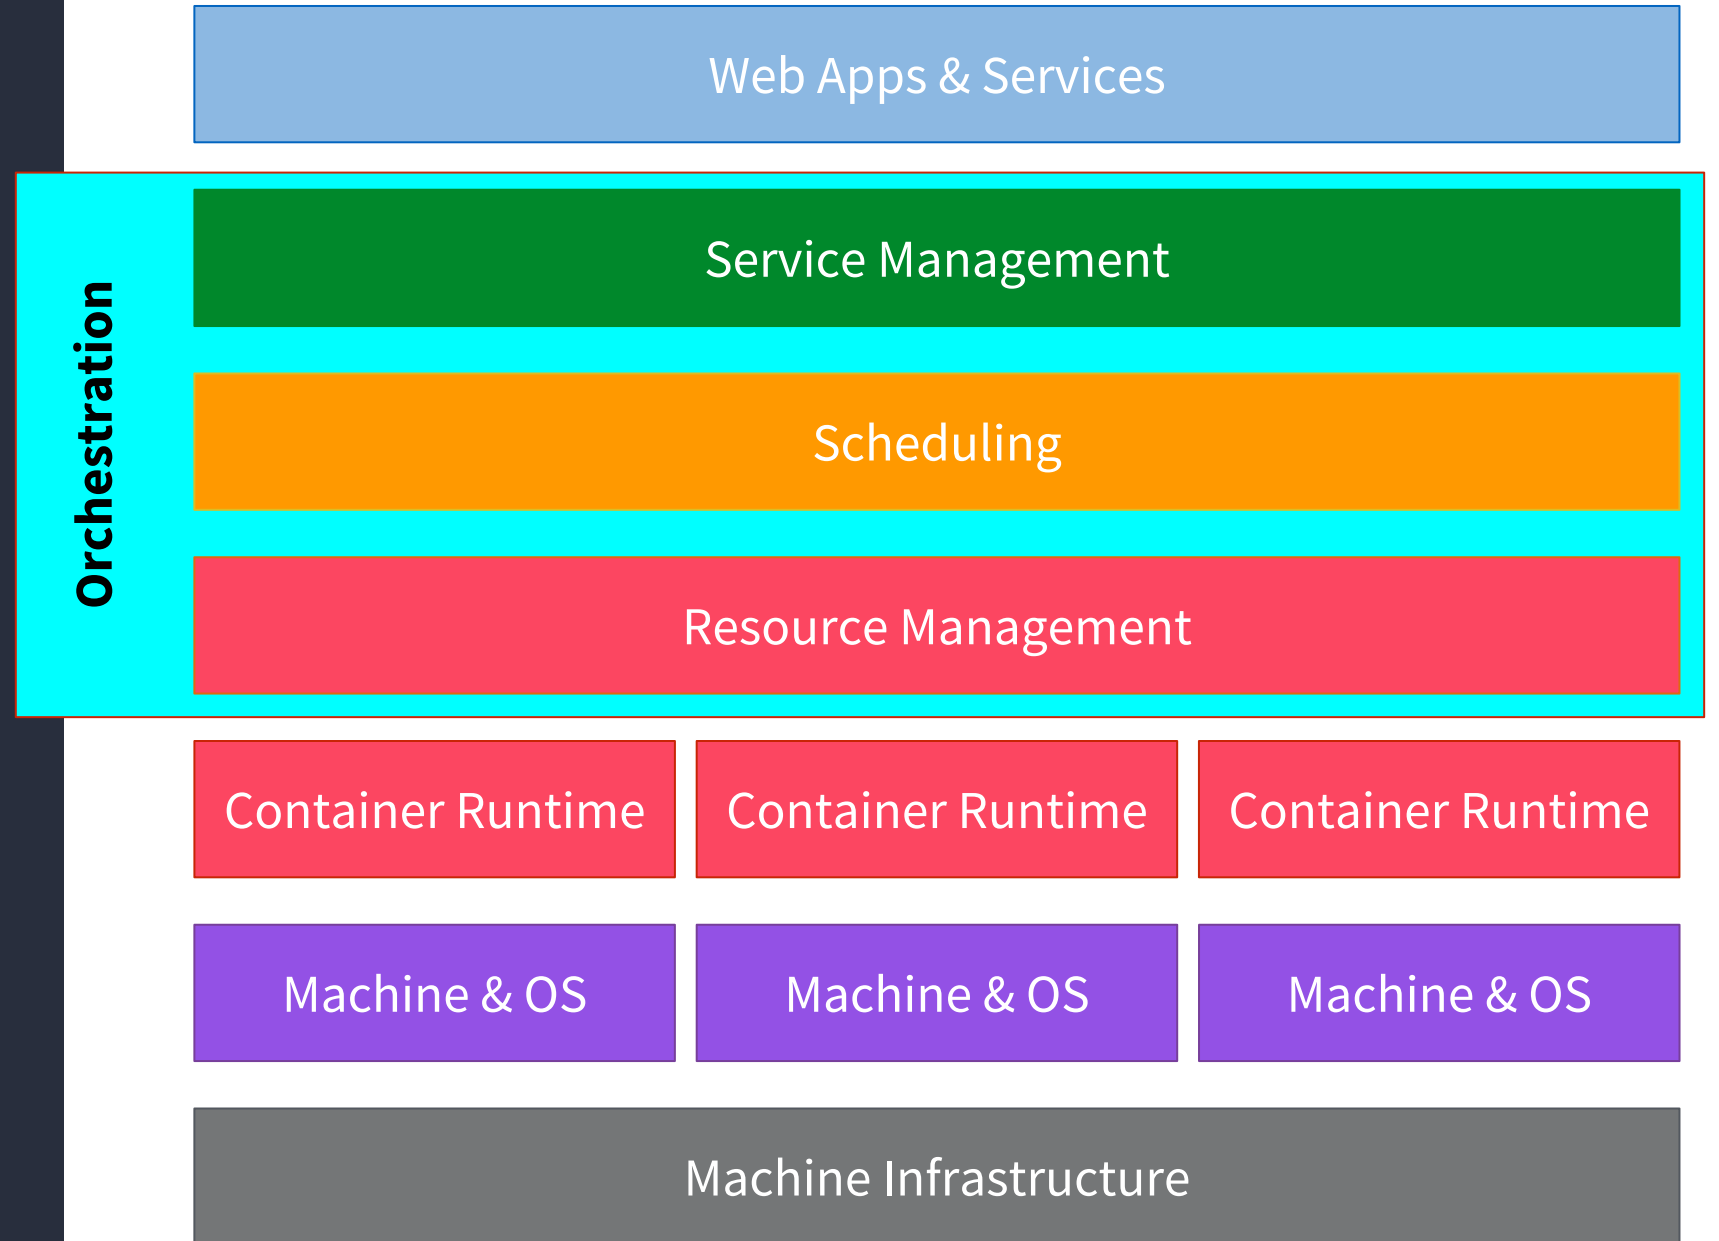 Web Apps & Services
Orchestration
Service Management
Scheduling
Resource Management
Container Runtime
Container Runtime
Container Runtime
Machine & OS
Machine & OS
Machine & OS
Machine Infrastructure